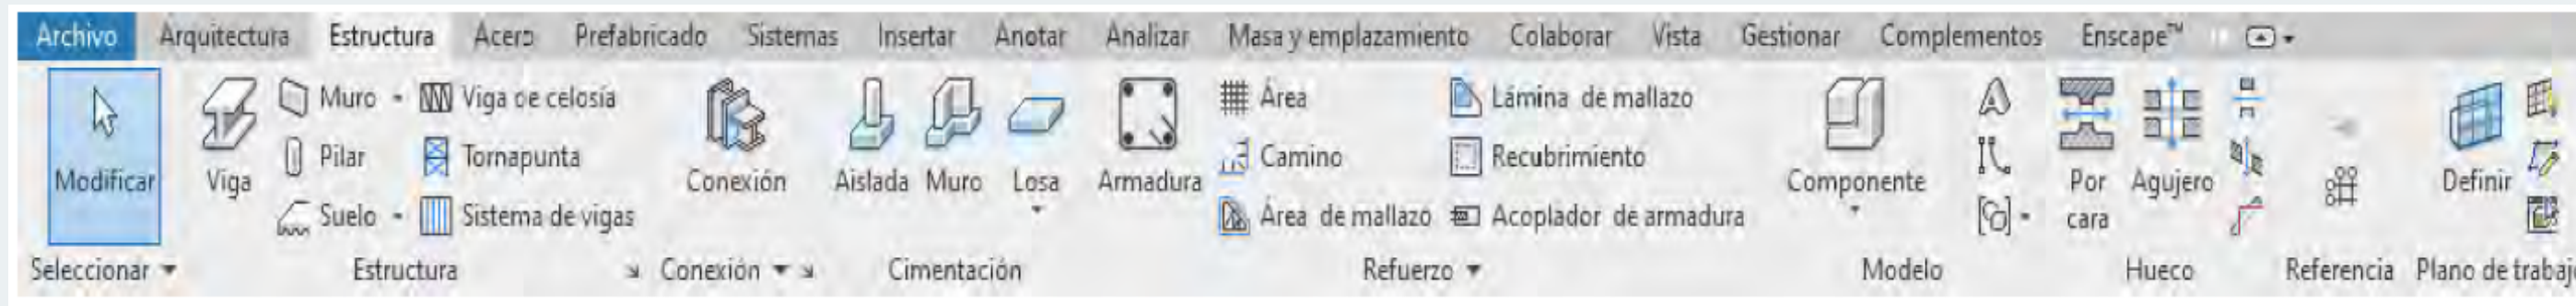 Archivo Arquitectura Estructura Acero Prefabricado Sistemas Insertar Anotar Analizar Masa y emplazamiento Colaborar Vista Gestionar Complementos Enscape™
Modificar
Seleccionar
Viga
Muro
Pilar
Suelo
Viga de celosía
Tornapunta
Sistema de vigas
Estructura
Conexión
Conexión
Aislada
Muro
Losa
Cimentación
Armadura
Área
Camino
Área de mallazo
Lámina de mallazo
Recubrimiento
Acoplador de armadura
Refuerzo
Componente
Modelo
Por
cara
Agujero
Hueco
Referencia
Definir
Plano de trabajo